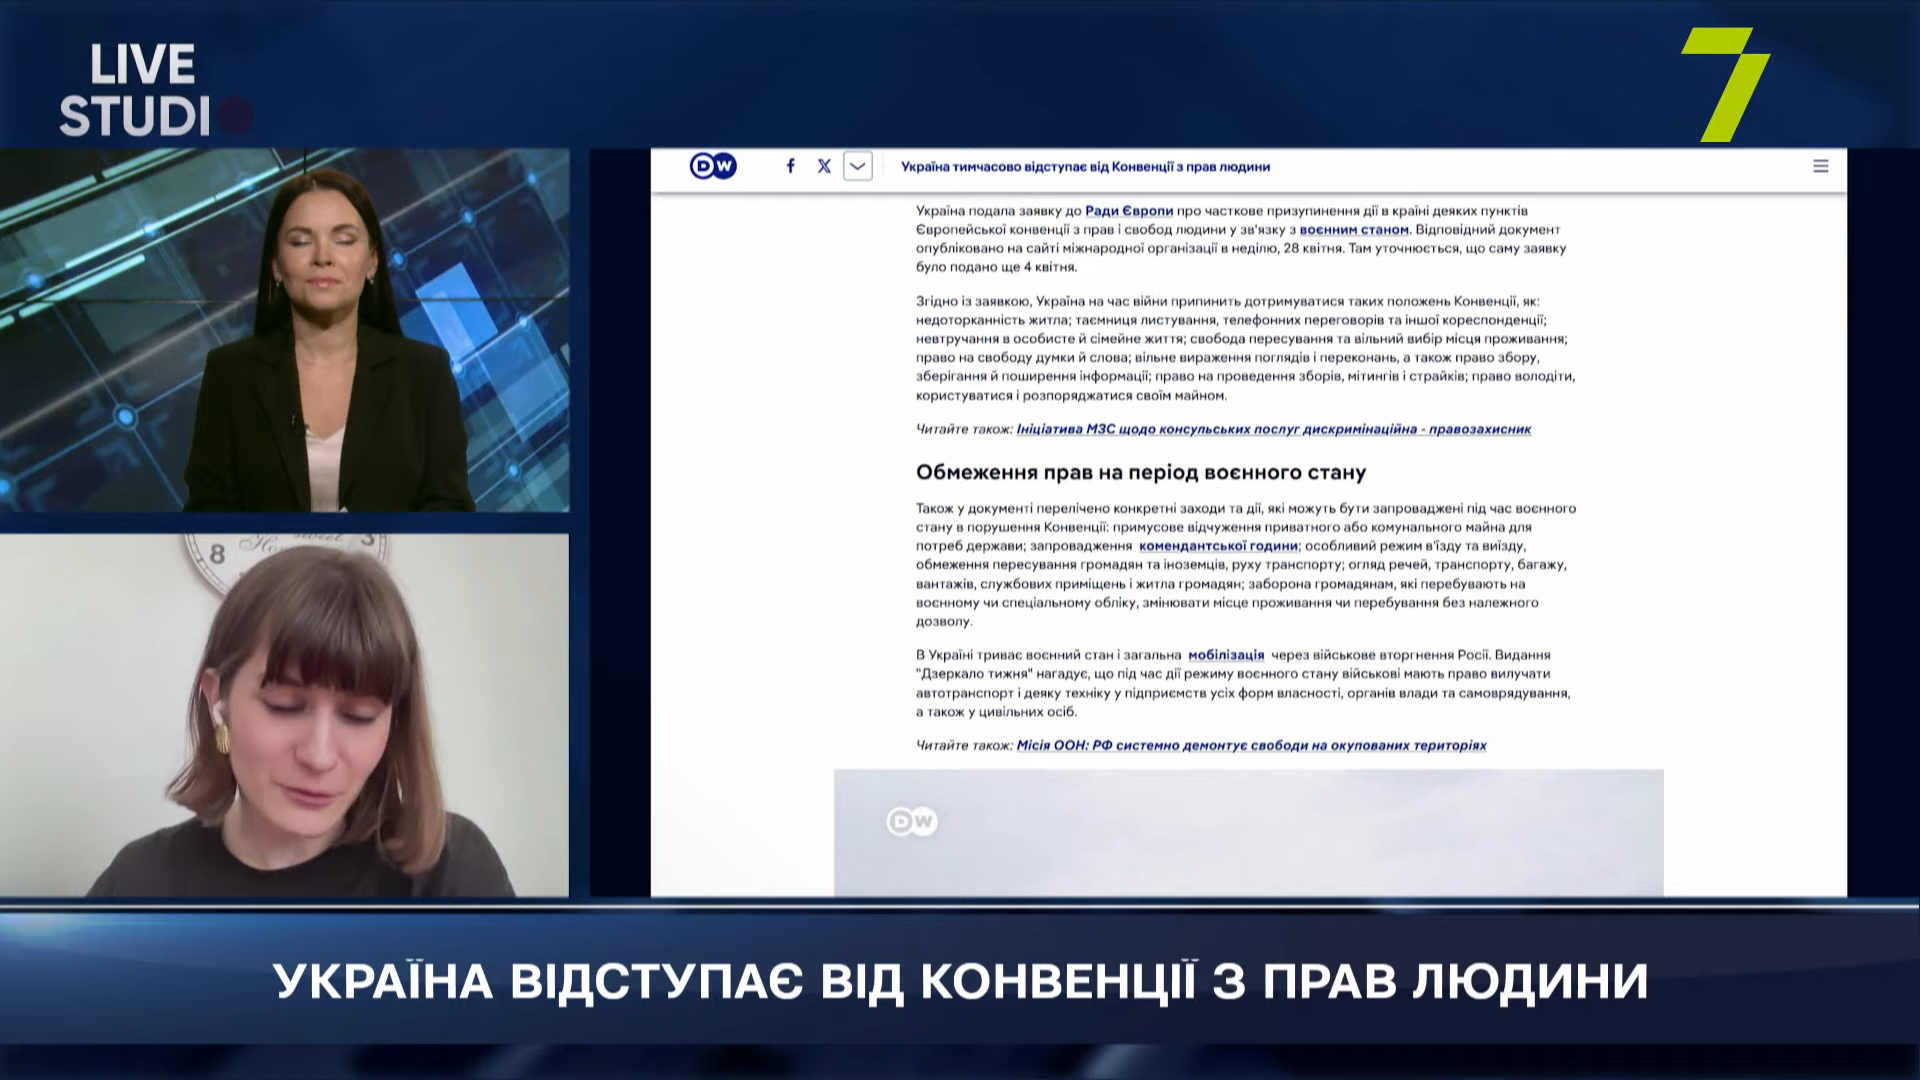 LIVE
STUDI
7
DW
Україна тимчасово відступає від Конвенції з прав людини
Україна подала заявку до Ради Європи про часткове призупинення дії в країні деяких пунктів
Європейської конвенції з прав і свобод людини у зв'язку з воєнним станом. Відповідний документ
опубліковано на сайті міжнародної організації в неділю, 28 квітня. Там уточнюється, що саму заявку
було подано ще 4 квітня.
Згідно із заявкою, Україна на час війни припинить дотримуватися таких положень Конвенції, як:
недоторканність житла; таємниця листування, телефонних переговорів та іншої кореспонденції;
невтручання в особисте й сімейне життя; свобода пересування та вільний вибір місця проживання;
право на свободу думки й слова; вільне вираження поглядів і переконань, а також право збору,
зберігання й поширення інформації; право на проведення зборів, мітингів і страйків; право володіти,
користуватися і розпоряджатися своїм майном.
Читайте також: Ініціатива МЗС щодо консульських послуг дискримінаційна - правозахисник
Обмеження прав на період воєнного стану
Також у документі перелічено конкретні заходи та дії, які можуть бути запроваджені під час воєнного
стану в порушення Конвенції: примусове відчуження приватного або комунального майна для
потреб держави; запровадження комендантської години; особливий режим в'їзду та виїзду,
обмеження пересування громадян та іноземців, руху транспорту; огляд речей, транспорту, багажу,
вантажів, службових приміщень і житла громадян; заборона громадянам, які перебувають на
воєнному чи спеціальному обліку, змінювати місце проживання чи перебування без належного
дозволу.
В Україні триває воєнний стан і загальна мобілізація через військове вторгнення Росії. Видання
"Дзеркало тижня" нагадує, що під час дії режиму воєнного стану військові мають право вилучати
автотранспорт і деяку техніку у підприємств усіх форм власності, органів влади та самоврядування,
а також у цивільних осіб.
Читайте також: Місія ООН: РФ системно демонтує свободи на окупованих територіях
DW
8
3
УКРАЇНА ВІДСТУПАЄ ВІД КОНВЕНЦІЇ З ПРАВ ЛЮДИНИ